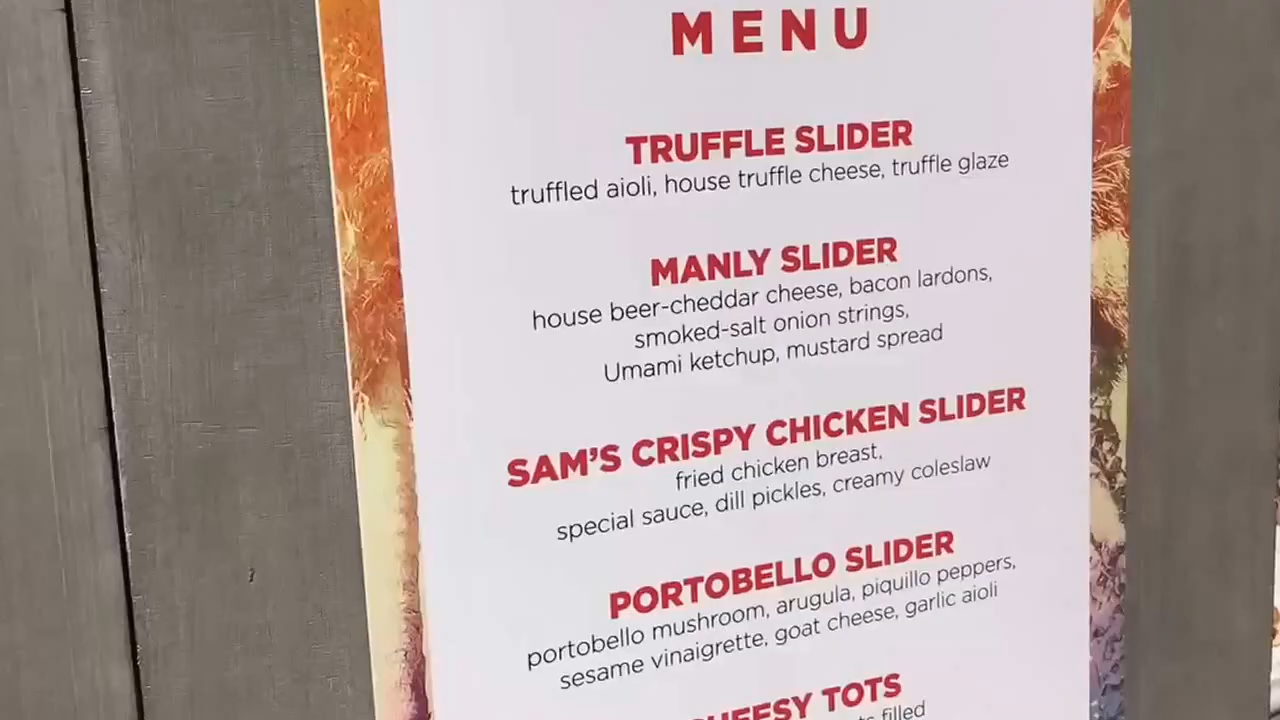 MENU
TRUFFLE SLIDER
truffled aioli, house truffle cheese, truffle glaze
MANLY SLIDER
house beer-cheddar cheese, bacon lardons,
smoked-salt onion strings,
Umami ketchup, mustard spread
SAM'S CRISPY CHICKEN SLIDER
fried chicken breast,
special sauce, dill pickles, creamy coleslaw
PORTOBELLO SLIDER
portobello mushroom, arugula, piquillo peppers,
sesame vinaigrette, goat cheese, garlic aioli
TOTS
filled